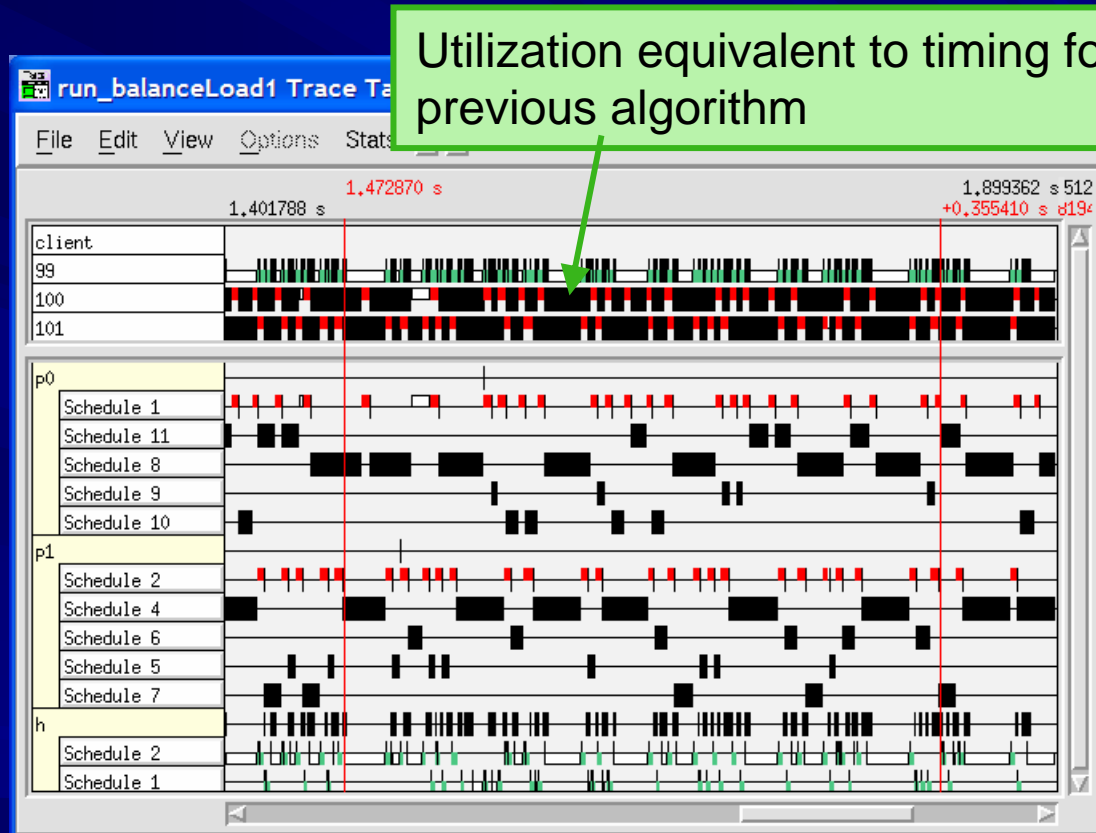 Utilization equivalent to timing fo
previous algorithm
run_balanceLoad1 Trace Ta
File Edit View Options Stats
1.472870 s 1.899362 s 512
1.401788 s +0.355410 s
client
99
100
101
p0
Schedule 1
Schedule 11
Schedule 8
Schedule 9
Schedule 10
p1
Schedule 2
Schedule 4
Schedule 6
Schedule 5
Schedule 7
h
Schedule 2
Schedule 1